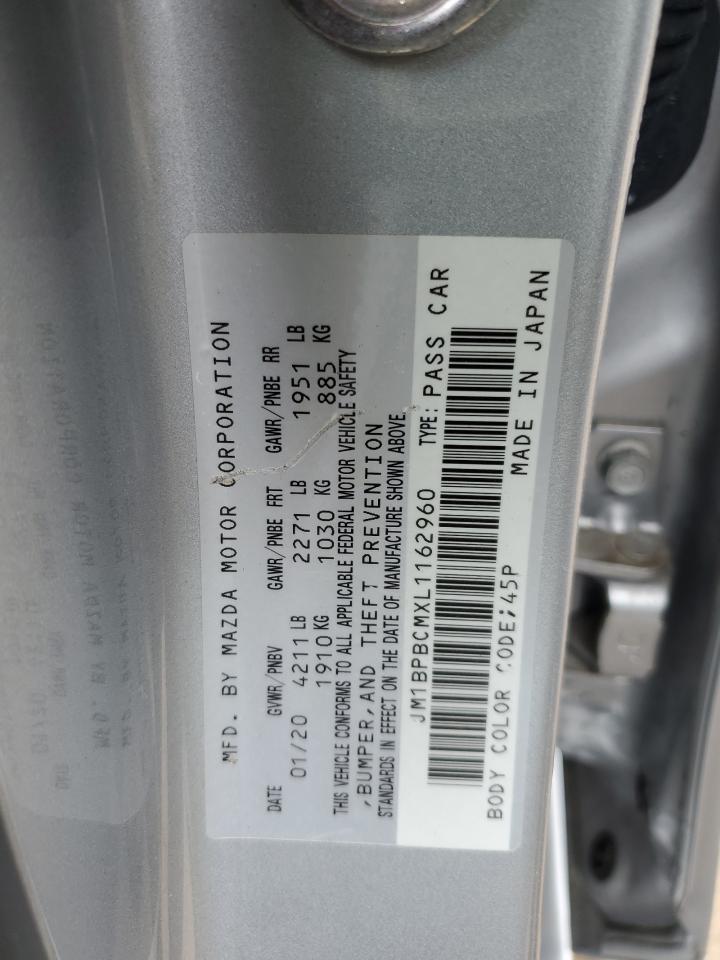 MFD. BY MAZDA MOTOR CORPORATION
DATE GVWR/PNBV GAWR/PNBE FRT GAWR/PNBE RR
01/20 4211 LB 2271 LB 1951 LB
1910 KG 1030 KG 885 KG
THIS VEHICLE CONFORMS TO ALL APPLICABLE FEDERAL MOTOR VEHICLE SAFETY
,BUMPER,AND THEFT PREVENTION
STANDARDS IN EFFECT ON THE DATE OF MANUFACTURE SHOWN ABOVE
JM1BPBCMXL1162960 TYPE: PASS CAR
BODY COLOR CODE;45P MADE IN JAPAN